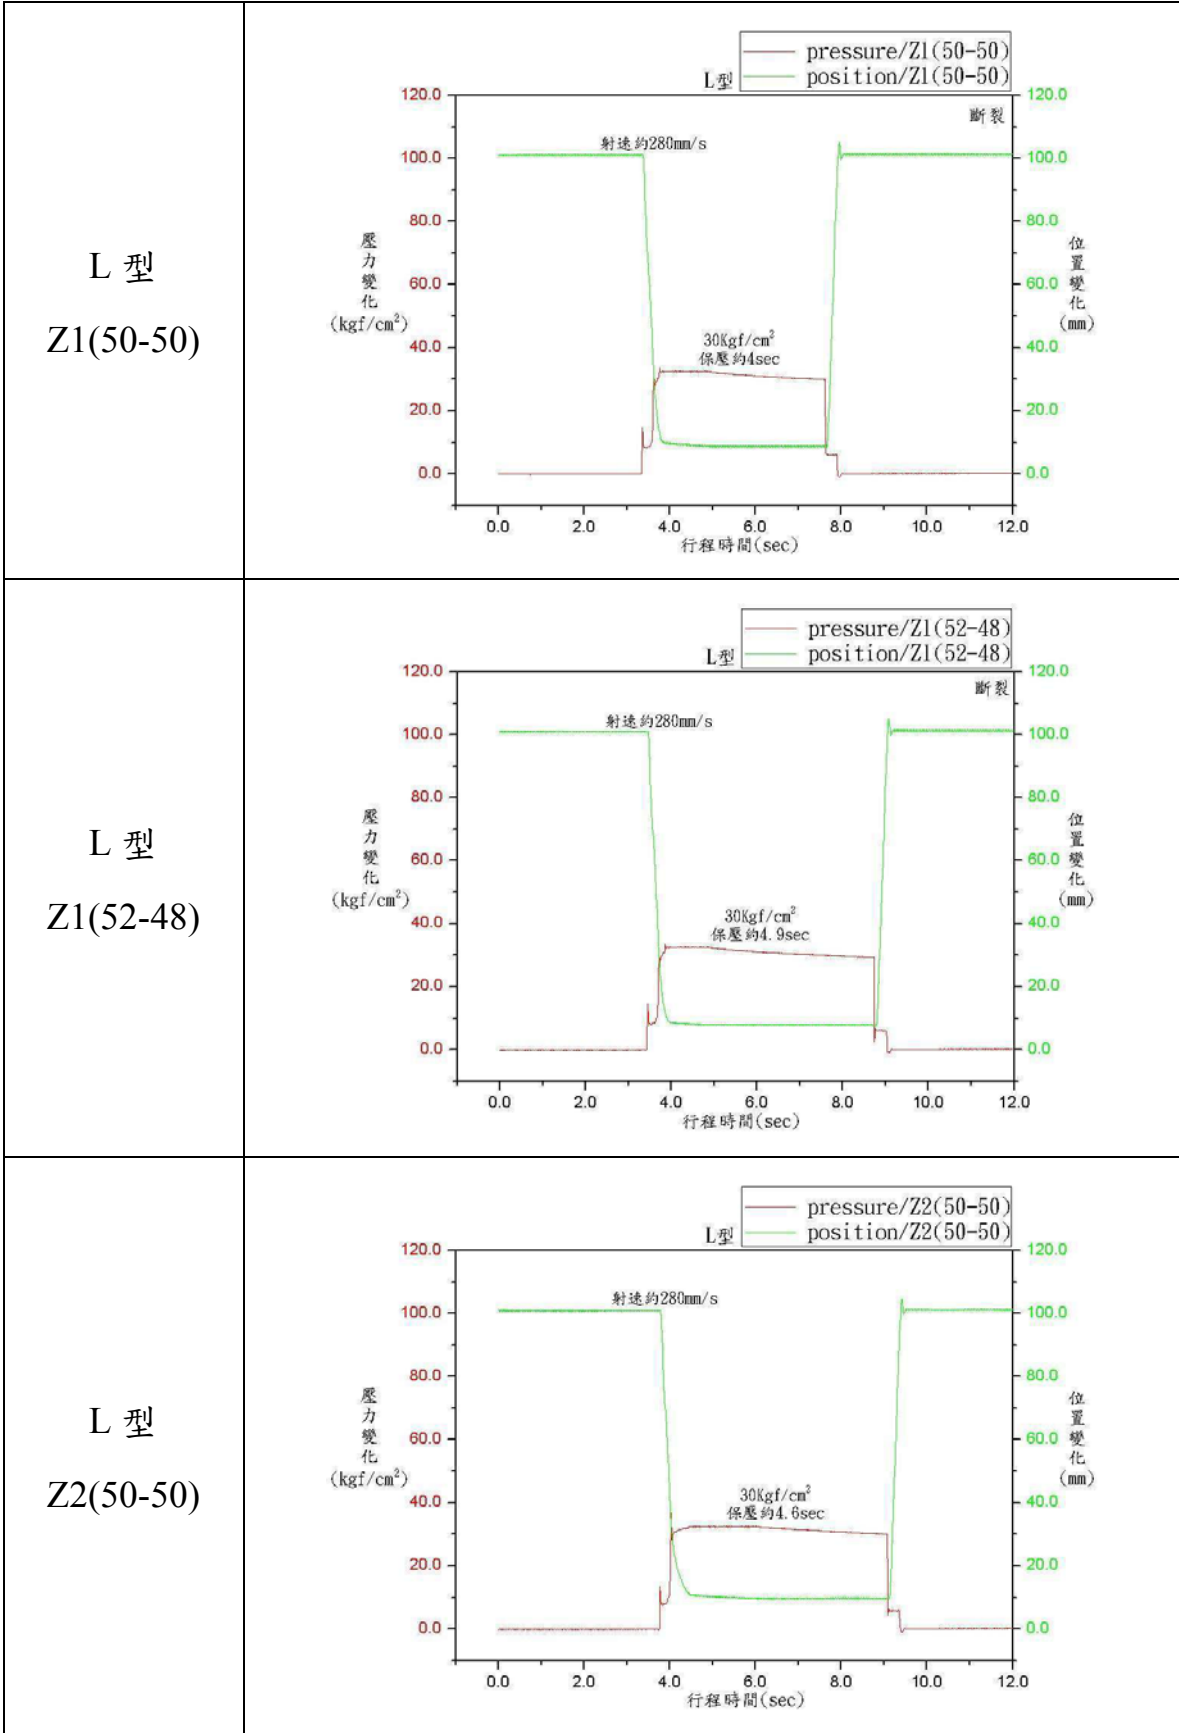 L 型
Z1(50-50)
pressure/Z1(50-50)
position/Z1(50-50)
L型
斷裂
射速約280mm/s
30Kgf/cm²
保壓約4sec
壓力變化
(kgf/cm²)
120.0
100.0
80.0
60.0
40.0
20.0
0.0
120.0
100.0
80.0
60.0
40.0
20.0
0.0
位置變化
(mm)
0.0 2.0 4.0 6.0 8.0 10.0 12.0
行程時間(sec)
L 型
Z1(52-48)
pressure/Z1(52-48)
position/Z1(52-48)
L型
斷裂
射速約280mm/s
30Kgf/cm²
保壓約4.9sec
壓力變化
(kgf/cm²)
120.0
100.0
80.0
60.0
40.0
20.0
0.0
120.0
100.0
80.0
60.0
40.0
20.0
0.0
位置變化
(mm)
0.0 2.0 4.0 6.0 8.0 10.0 12.0
行程時間(sec)
L 型
Z2(50-50)
pressure/Z2(50-50)
position/Z2(50-50)
L型
射速約280mm/s
30Kgf/cm²
保壓約4.6sec
壓力變化
(kgf/cm²)
120.0
100.0
80.0
60.0
40.0
20.0
0.0
120.0
100.0
80.0
60.0
40.0
20.0
0.0
位置變化
(mm)
0.0 2.0 4.0 6.0 8.0 10.0 12.0
行程時間(sec)